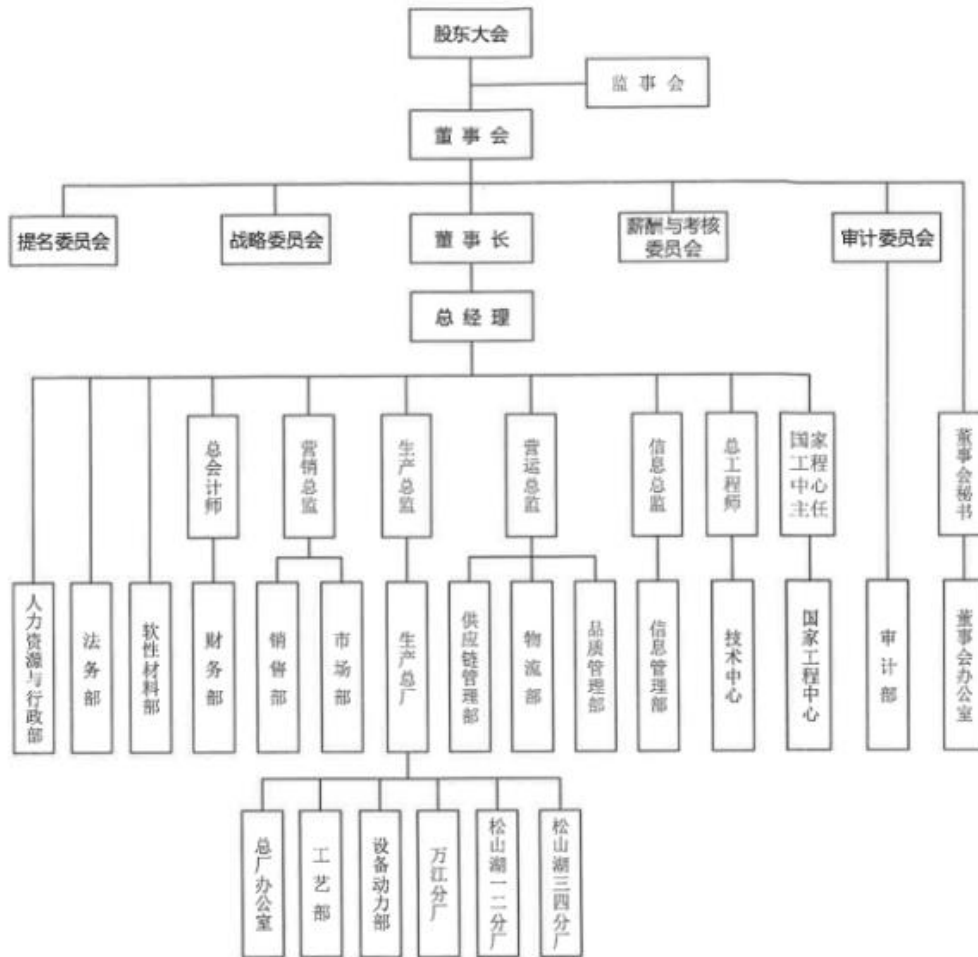 股东大会
监 事 会
董 事 会
提名委员会
战略委员会
董 事 长
薪酬与考核
委员会
审计委员会
总 经 理
总会计师
营销总监
生产总监
营运总监
信息总监
总工程师
国家
工程
中心
主任
董事会秘书
人力资源与行政部
法务部
软性材料部
财务部
销售部
市场部
生产总厂
供应链管理部
物流部
品质管理部
信息管理部
技术中心
国家工程中心
审计部
董事会办公室
总厂办公室
工艺部
设备动力部
万江分厂
松山湖一二分厂
松山湖三四分厂